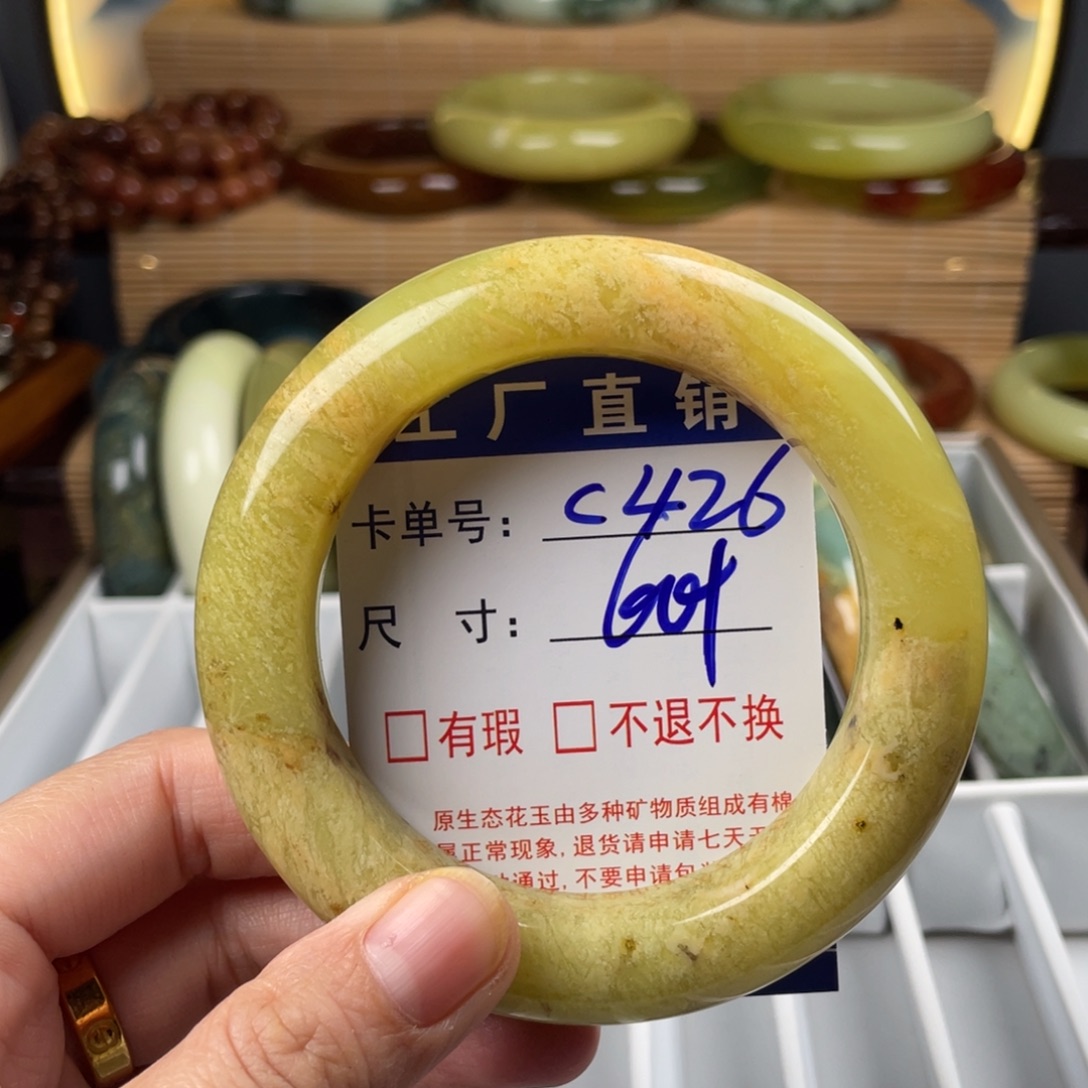 工厂直销
卡单号: C426
尺 寸:
□有瑕 □不退不换
原生态花玉由多种矿物质组成有棉
属正常现象,退货请申请七天无
通过,不要申请包